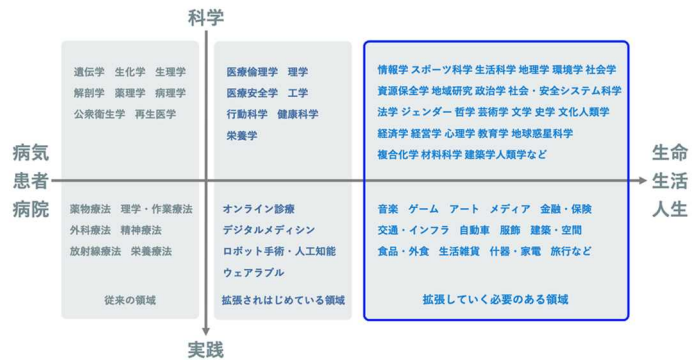 科学
遺伝学 生化学 生理学
解剖学 薬理学 病理学
公衆衛生学 再生医学
医療倫理学 理学
医療安全学 工学
行動科学 健康科学
栄養学
情報学 スポーツ科学 生活科学 地理学 環境学 社会学
資源保全学 地域研究 政治学 社会・安全システム科学
法学 ジェンダー 哲学 芸術学 文学 史学 文化人類学
経済学 経営学 心理学 教育学 地球惑星科学
複合化学 材料科学 建築学人類学など
病気
患者
病院
生命
生活
人生
薬物療法 理学・作業療法
外科療法 精神療法
放射線療法 栄養療法
従来の領域
オンライン診療
デジタルメディシン
ロボット手術・人工知能
ウェアラブル
拡張されはじめている領域
音楽 ゲーム アート メディア 金融・保険
交通・インフラ 自動車 服飾 建築・空間
食品・外食 生活雑貨 什器・家電 旅行など
拡張していく必要のある領域
実践